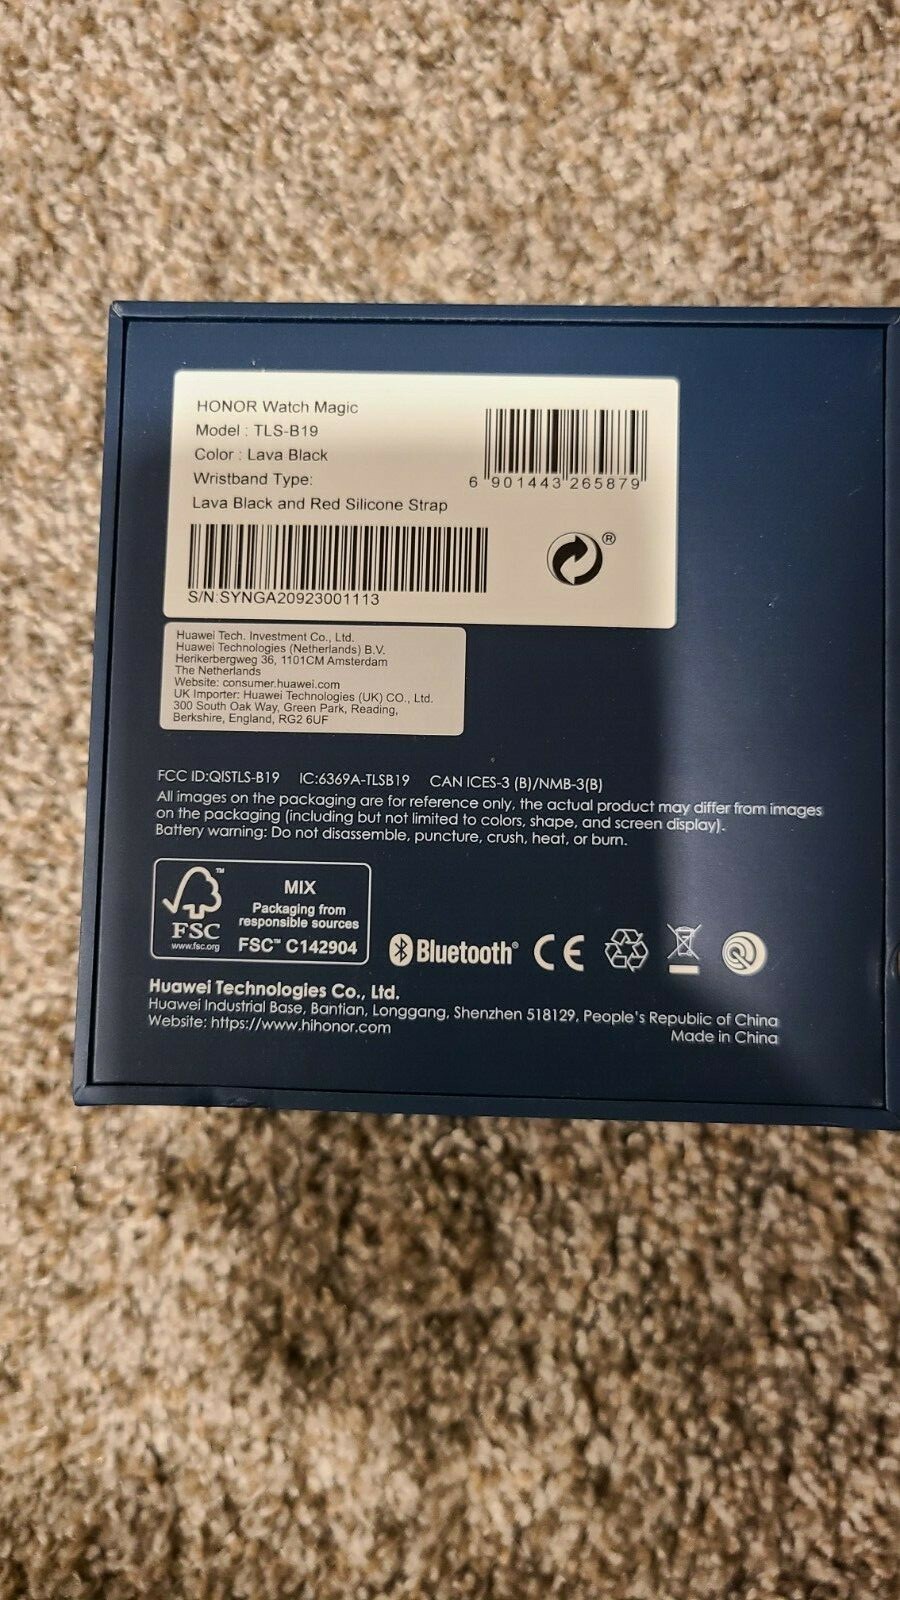 HONOR Watch Magic
Model : TLS-B19
Color : Lava Black
Wristband Type:
Lava Black and Red Silicone Strap
6 901443 265879
S/N:SYNGA20923001113
®
Huawei Tech. Investment Co., Ltd.
Huawei Technologies (Netherlands) B.V.
Herikerbergweg 36, 1101CM Amsterdam
The Netherlands
Website: consumer.huawei.com
UK Importer: Huawei Technologies (UK) CO., Ltd.
300 South Oak Way, Green Park, Reading,
Berkshire, England, RG2 6UF
FCC ID:QISTLS-B19 IC:6369A-TLSB19 CAN ICES-3 (B)/NMB-3(B)
All images on the packaging are for reference only, the actual product may differ from images
on the packaging (including but not limited to colors, shape, and screen display).
Battery warning: Do not disassemble, puncture, crush, heat, or burn.
™
FSC
www.fsc.org
MIX
Packaging from
responsible sources
FSC™ C142904
Bluetooth®
CE
Huawei Technologies Co., Ltd.
Huawei Industrial Base, Bantian, Longgang, Shenzhen 518129, People's Republic of China
Website: https://www.hihonor.com
Made in China